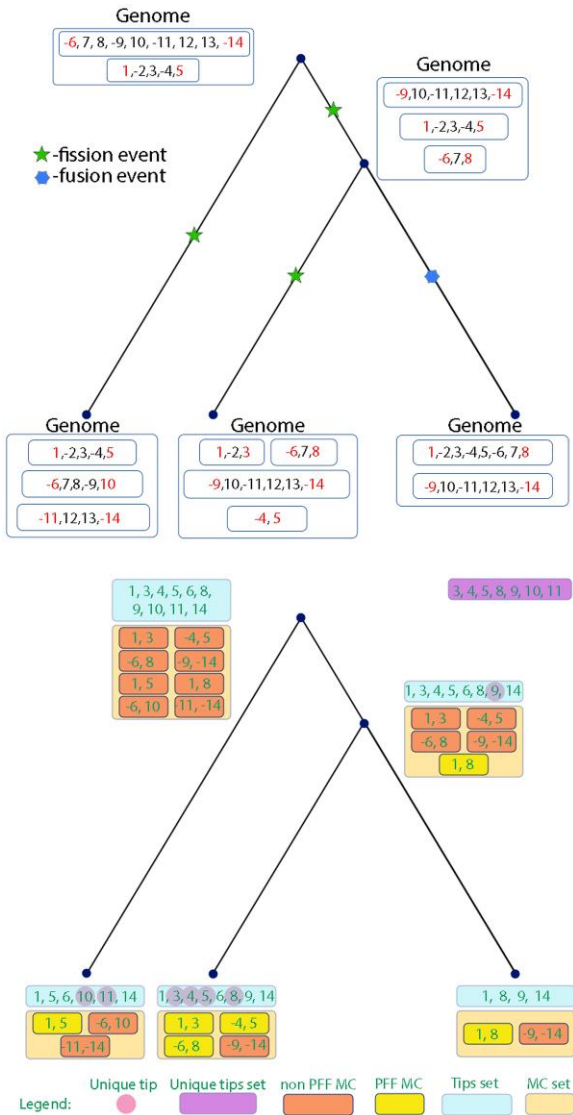 Genome
-6, 7, 8, -9, 10, -11, 12, 13, -14
1,-2,3,-4,5
Genome
-9,10,-11,12,13,-14
1,-2,3,-4,5
-6,7,8
-fission event
-fusion event
Genome
1,-2,3,-4,5
-6,7,8,-9,10
-11,12,13,-14
Genome
1,-2,3
-6,7,8
-9,10,-11,12,13,-14
-4, 5
Genome
1,-2,3,-4,5,-6, 7,8
-9,10,-11,12,13,-14
1, 3, 4, 5, 6, 8,
9, 10, 11, 14
1, 3
-4, 5
-6, 8
-9, -14
1, 5
1, 8
-6, 10
-11, -14
3, 4, 5, 8, 9, 10, 11
1, 3, 4, 5, 6, 8, 9, 14
1, 3
-4, 5
-6, 8
-9, -14
1, 8
1, 5, 6, 10, 11, 14
1, 5
-6, 10
-11,-14
1, 3, 4, 5, 6, 8, 9, 14
1, 3
-4, 5
-6, 8
-9, -14
1, 8, 9, 14
1, 8
-9, -14
Legend:
Unique tip
Unique tips set
non PFF MC
PFF MC
Tips set
MC set